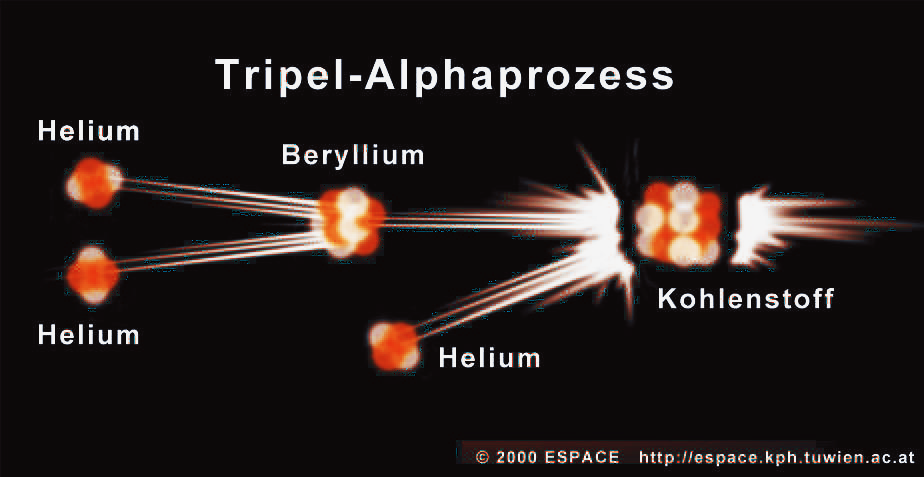 Tripel-Alphaprozess
Helium
Beryllium
Helium
Kohlenstoff
Helium
© 2000 ESPACE http://espace.kph.tuwien.ac.at